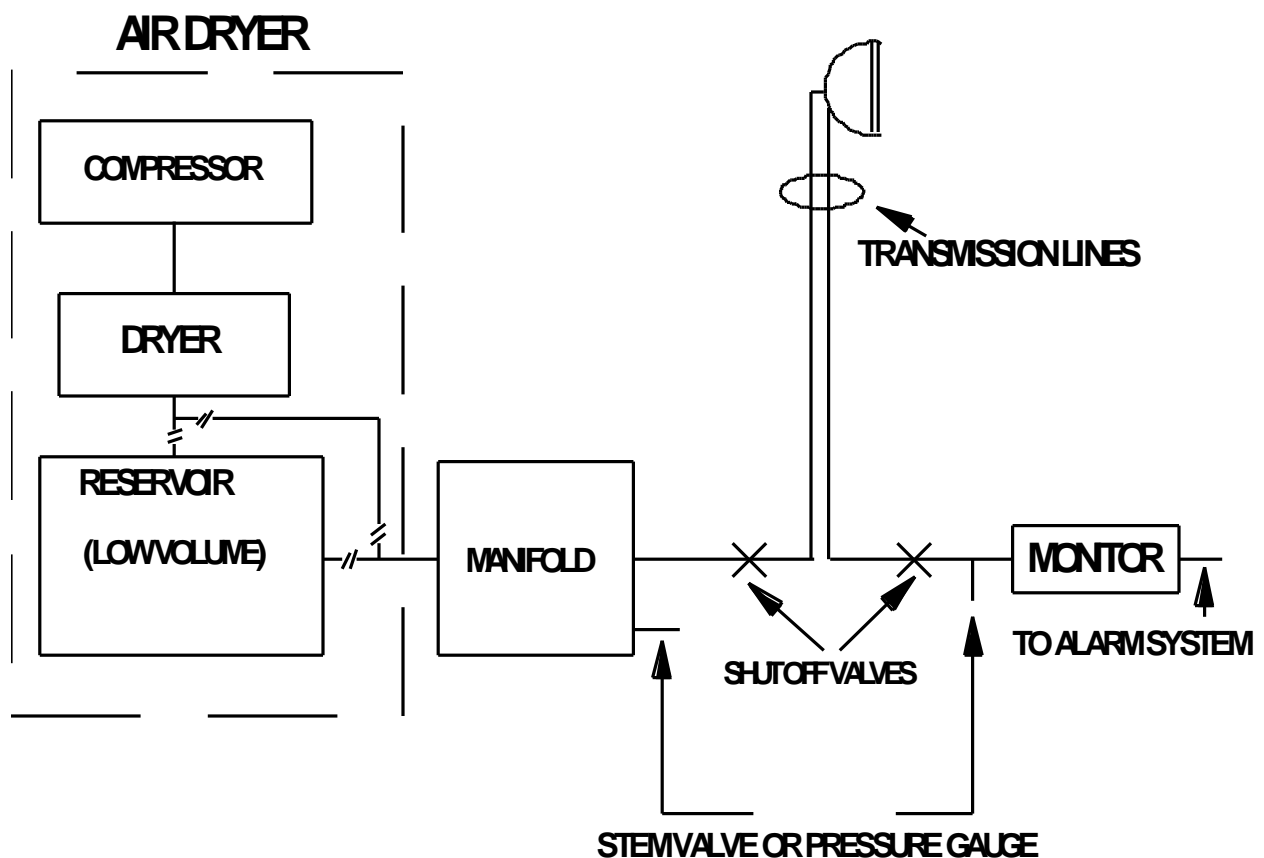 AIR DRYER
COMPRESSOR
TRANSMISSION LINES
DRYER
RESERVOIR
(LOW VOLUME)
MANIFOLD
MONITOR
SHUTOFF VALVES
TO ALARM SYSTEM
STEM VALVE OR PRESSURE GAUGE